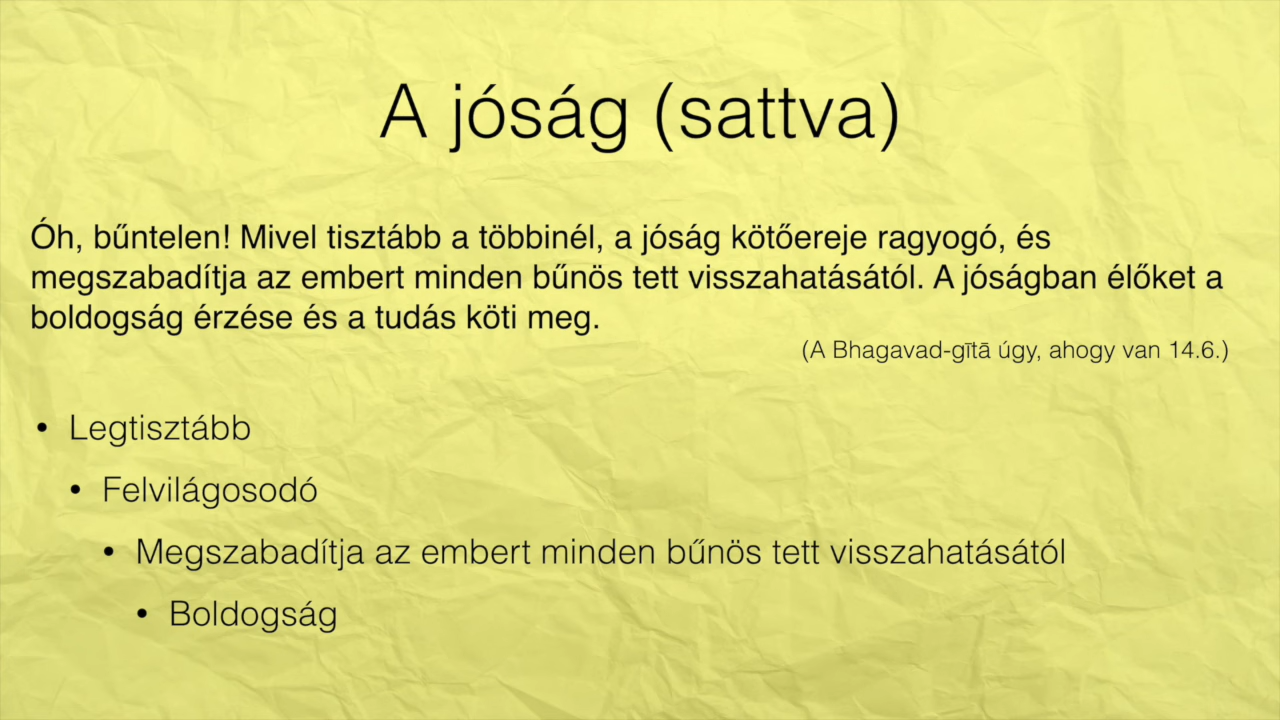 A jóság (sattva)
Óh, bűntelen! Mivel tisztább a többinél, a jóság kötőereje ragyogó, és
megszabadítja az embert minden bűnös tett visszahatásától. A jóságban élőket a
boldogság érzése és a tudás köti meg.
(A Bhagavad-gītā úgy, ahogy van 14.6.)
• Legtisztább
• Felvilágosodó
• Megszabadítja az embert minden bűnös tett visszahatásától
• Boldogság